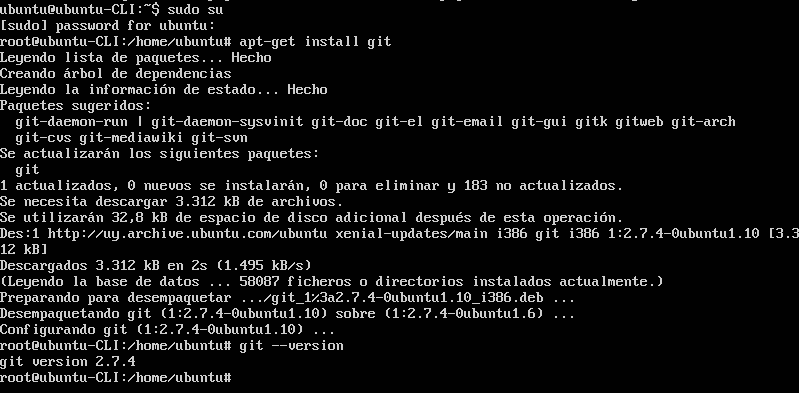 ubuntu@ubuntu-CLI:~$ sudo su
[sudo] password for ubuntu:
root@ubuntu-CLI:/home/ubuntu# apt-get install git
Leyendo lista de paquetes... Hecho
Creando árbol de dependencias
Leyendo la información de estado... Hecho
Paquetes sugeridos:
  git-daemon-run | git-daemon-sysvinit git-doc git-el git-email git-gui gitk gitweb git-arch
  git-cvs git-mediawiki git-svn
Se actualizarán los siguientes paquetes:
  git
1 actualizados, 0 nuevos se instalarán, 0 para eliminar y 183 no actualizados.
Se necesita descargar 3.312 kB de archivos.
Se utilizarán 32,8 kB de espacio de disco adicional después de esta operación.
Des:1 http://uy.archive.ubuntu.com/ubuntu xenial-updates/main i386 git i386 1:2.7.4-0ubuntu1.10 [3.3
12 kB]
Descargados 3.312 kB en 2s (1.495 kB/s)
(Leyendo la base de datos ... 58087 ficheros o directorios instalados actualmente.)
Preparando para desempaquetar .../git_1%3a2.7.4-0ubuntu1.10_i386.deb ...
Desempaquetando git (1:2.7.4-0ubuntu1.10) sobre (1:2.7.4-0ubuntu1.6) ...
Configurando git (1:2.7.4-0ubuntu1.10) ...
root@ubuntu-CLI:/home/ubuntu# git --version
git version 2.7.4
root@ubuntu-CLI:/home/ubuntu#